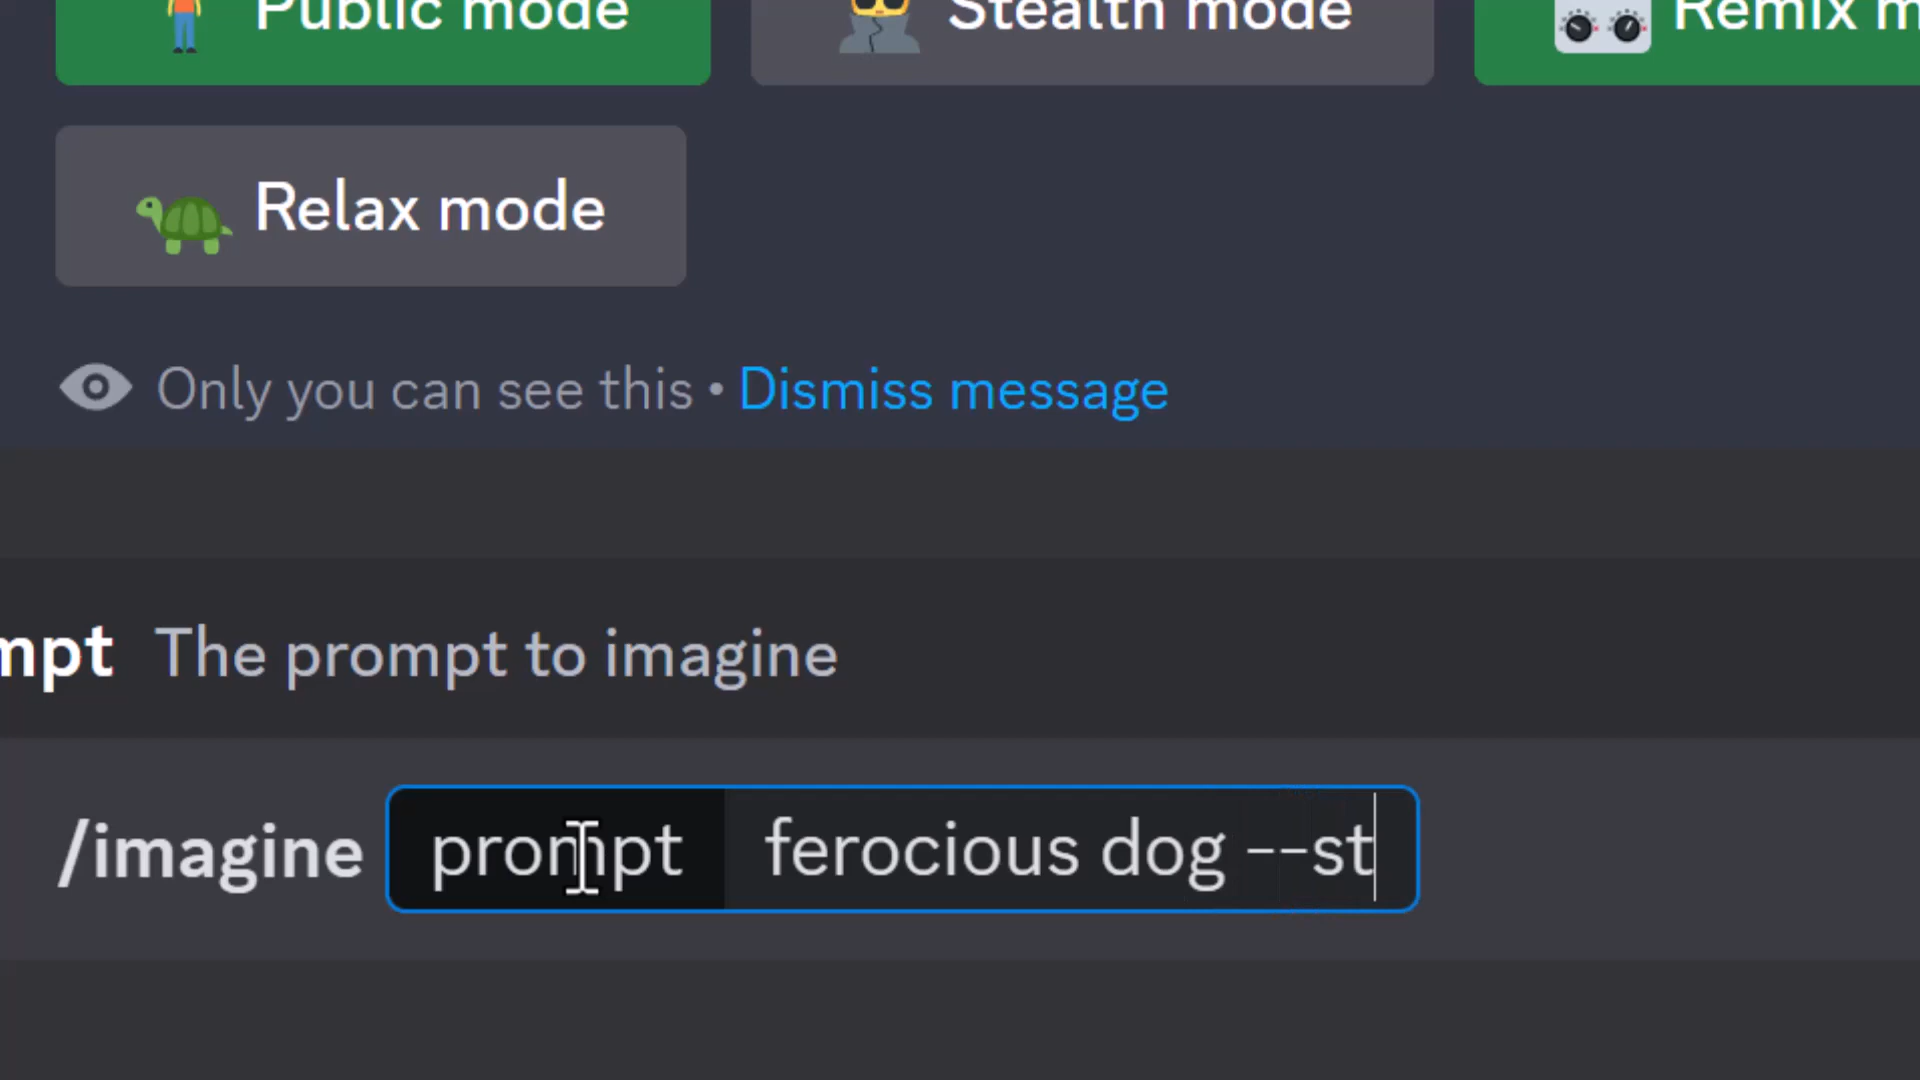 Public mode Stealth mode Remix m
Relax mode
Only you can see this • Dismiss message
mpt The prompt to imagine
/imagine prompt ferocious dog --st